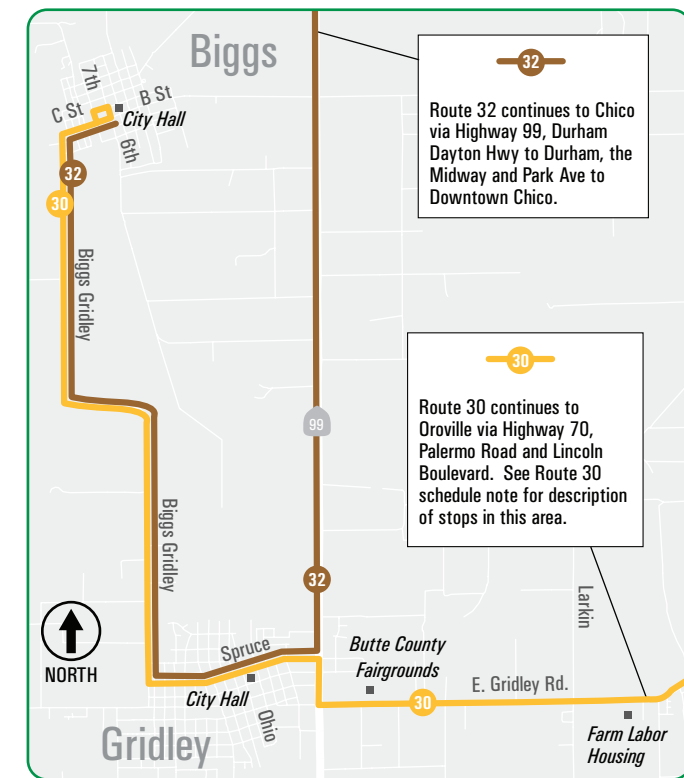 Biggs
7th
C St
B St
City Hall
6th
32
30
Biggs Gridley
Biggs Gridley
32
Route 32 continues to Chico
via Highway 99, Durham
Dayton Hwy to Durham, the
Midway and Park Ave to
Downtown Chico.
30
Route 30 continues to
Oroville via Highway 70,
Palermo Road and Lincoln
Boulevard. See Route 30
schedule note for description
of stops in this area.
99
32
Larkin
NORTH
Spruce
City Hall
Ohio
Butte County
Fairgrounds
30
E. Gridley Rd.
Farm Labor
Housing
Gridley